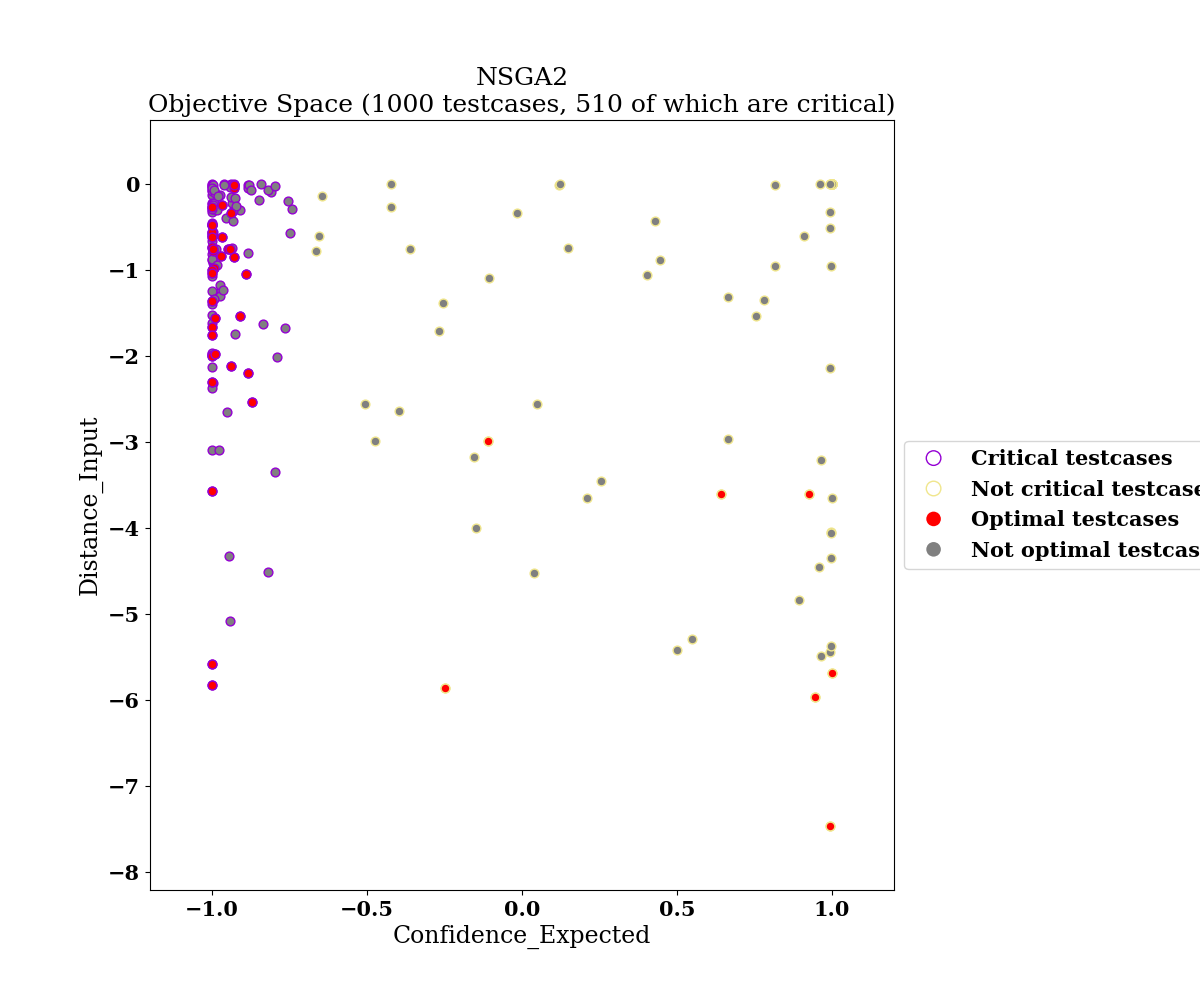 NSGA2
Objective Space (1000 testcases, 510 of which are critical)
0
−1
−2
−3
−4
−5
−6
−7
−8
Distance_Input
−1.0
−0.5
0.0
0.5
1.0
Confidence_Expected
Critical testcases
Not critical testcase
Optimal testcases
Not optimal testcas